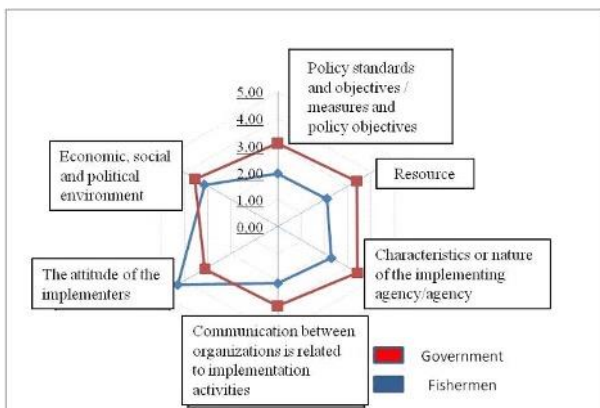 Policy standards
and objectives /
measures and
policy objectives
5,00
4,00
3,00
2,00
1,00
0,00
Economic, social
and political
environment
Resource
The attitude of the
implementers
Characteristics or nature
of the implementing
agency/agency
Communication between
organizations is related
to implementation
activities
Government
Fishermen